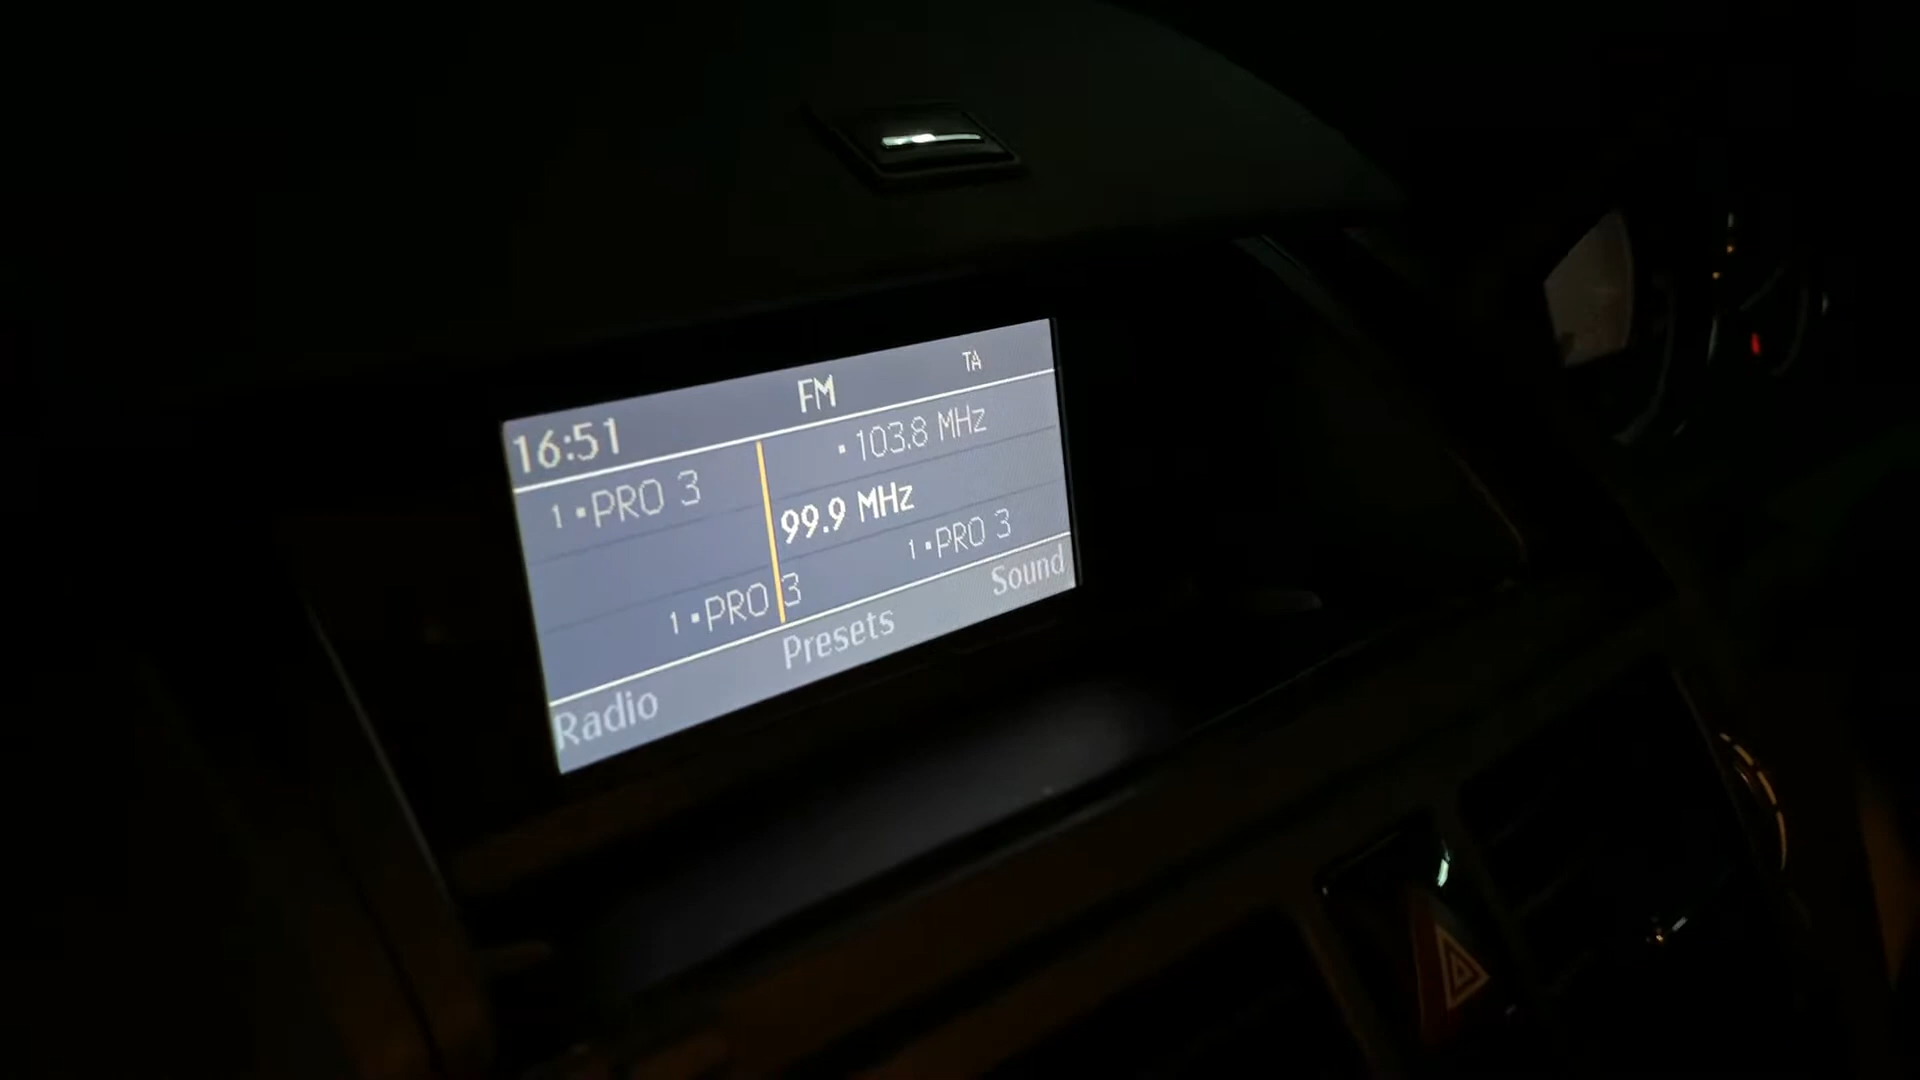 FM
TA
16:51
1 ▪ PRO 3
▪ 103.8 MHz
99.9 MHz
1 ▪ PRO 3
1 ▪ PRO 3
Radio
Presets
Sound